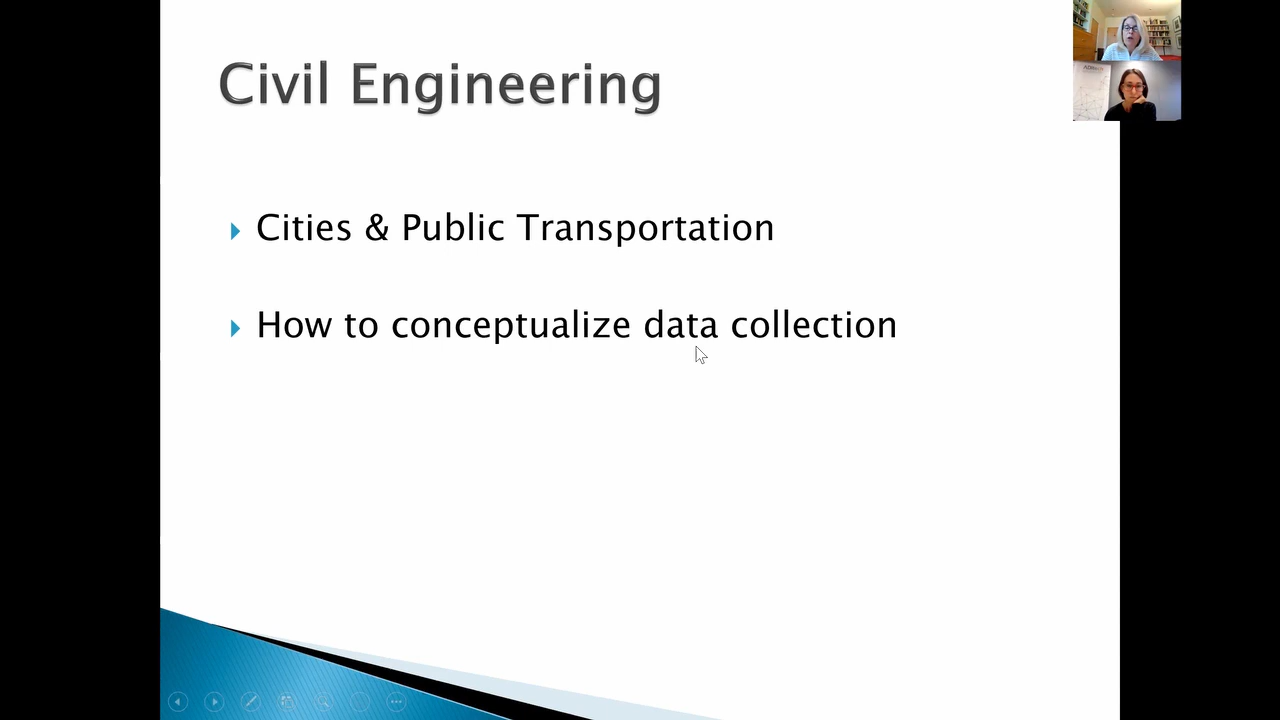 Civil Engineering
Cities & Public Transportation
How to conceptualize data collection